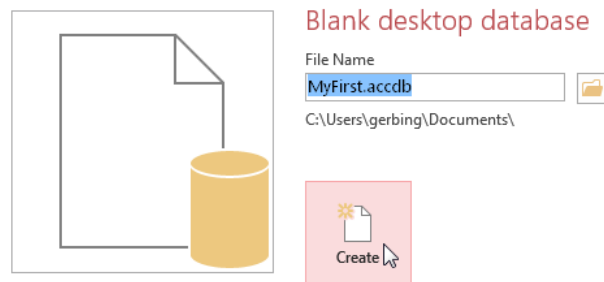 Blank desktop database
File Name
MyFirst.accdb
C:\Users\gerbing\Documents\
Create